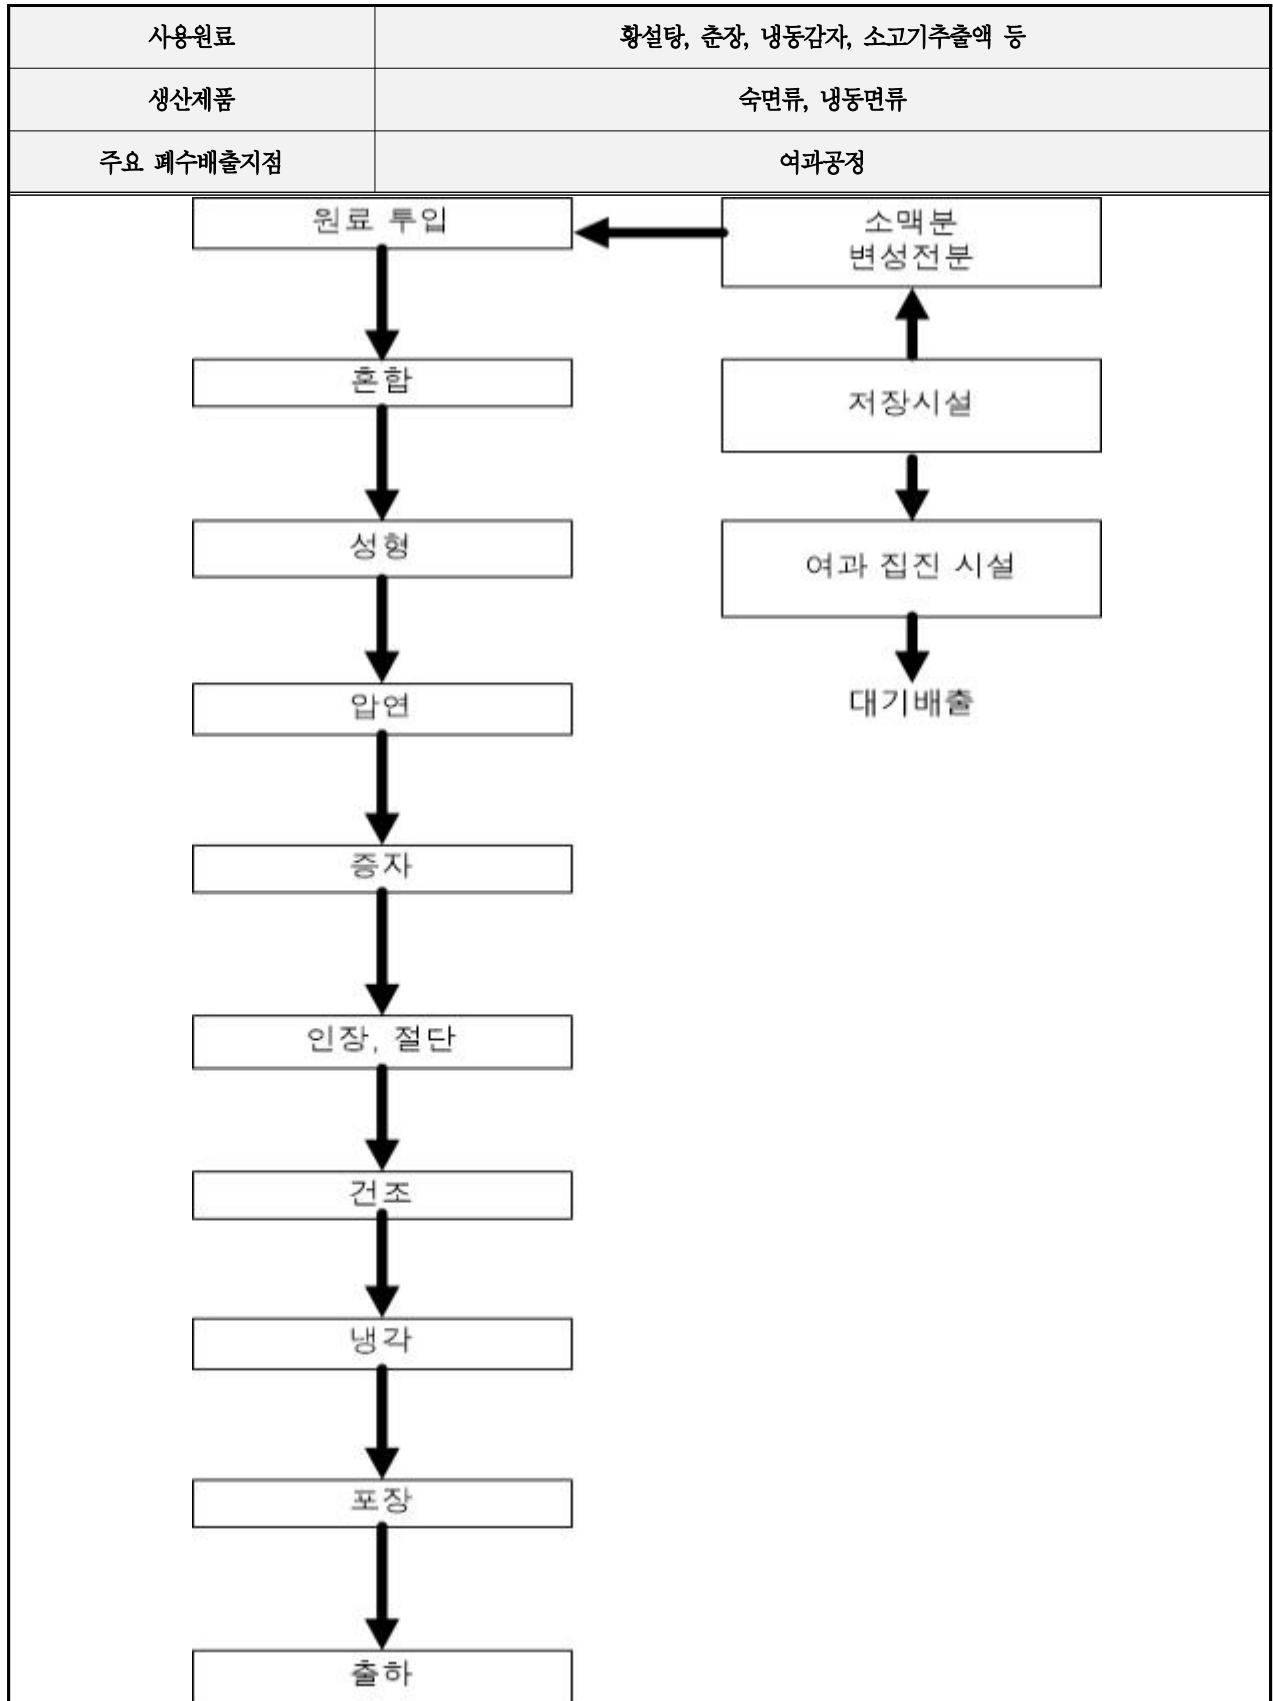 사용원료 황설탕, 춘장, 냉동감자, 소고기추출액 등
생산제품 숙면류, 냉동면류
주요 폐수배출지점 여과공정
원료 투입
소맥분
변성전분
혼합
저장시설
성형
여과 집진 시설
압연
대기배출
증자
인장, 절단
건조
냉각
포장
출하